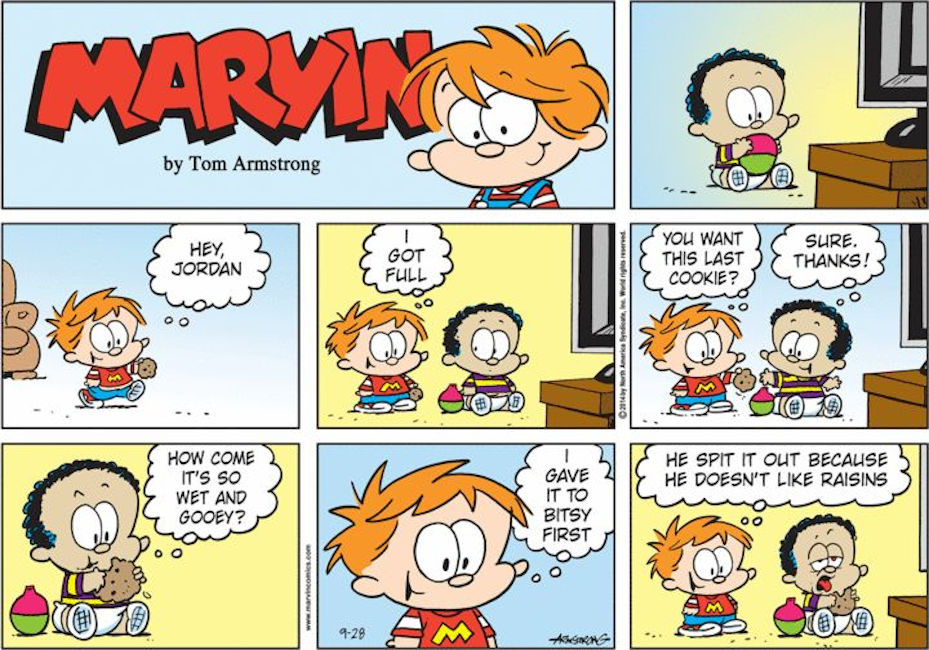 MARVIN
by Tom Armstrong
HEY,
JORDAN
I
GOT
FULL
YOU WANT
THIS LAST
COOKIE?
SURE.
THANKS!
M
M
M
©2014 by North America Syndicate, Inc. World rights reserved.
HOW COME
IT'S SO
WET AND
GOOEY?
www.marvincomics.com
I
GAVE
IT TO
BITSY
FIRST
M
9-28
ARMSTRONG
HE SPIT IT OUT BECAUSE
HE DOESN'T LIKE RAISINS
M